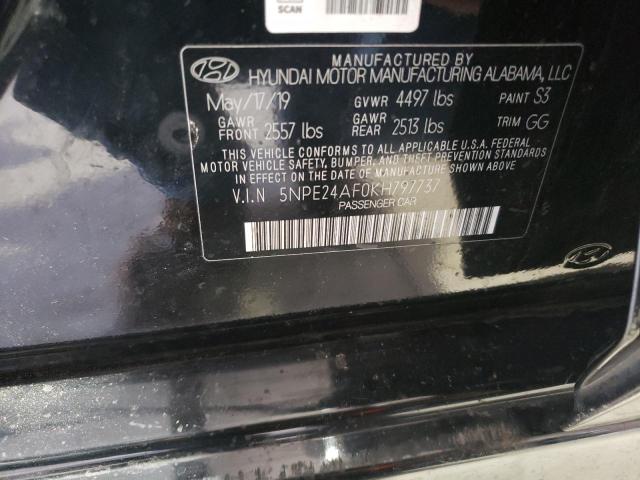 SCAN
MANUFACTURED BY
HYUNDAI MOTOR MANUFACTURING ALABAMA, LLC
May/17/19 GVWR 4497 lbs PAINT S3
GAWR FRONT 2557 lbs GAWR REAR 2513 lbs TRIM GG
THIS VEHICLE CONFORMS TO ALL APPLICABLE U.S.A. FEDERAL
MOTOR VEHICLE SAFETY, BUMPER, AND THEFT PREVENTION STANDARDS
IN EFFECT ON THE DATE OF MANUFACTURE SHOWN ABOVE.
V.I.N 5NPE24AF0KH797737
PASSENGER CAR